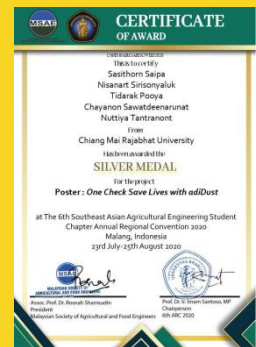 MSAE
CERTIFICATE
OF AWARD
This is to certify
Sasithorn Saipa
Nisanart Sirisonyaluk
Tidarak Pooya
Chayanon Sawatdeenarunat
Nuttiya Tantranont
From
Chiang Mai Rajabhat University
Has been awarded the
SILVER MEDAL
For the project
Poster : One Check Save Lives with adiDust
at The 6th Southeast Asian Agricultural Engineering Student
Chapter Annual Regional Convention 2020
Malang, Indonesia
23rd July-25th August 2020
Assoc. Prof. Dr. Rosnah Shamsudin
President
Malaysian Society of Agricultural and Food Engineers
Prof. Dr. Ir. Imam Santoso, MP
Chairperson
6th ARC 2020